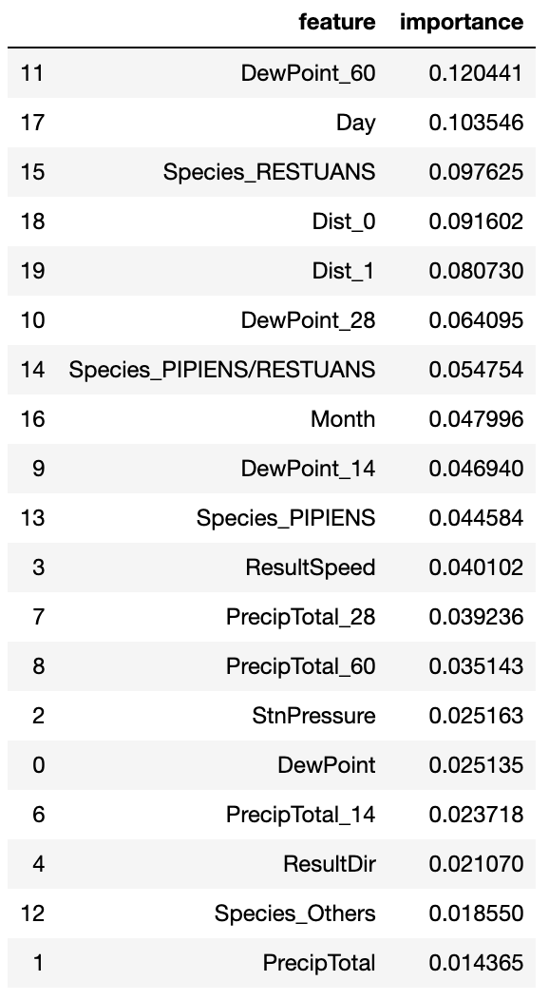 feature importance
11 DewPoint_60 0.120441
17 Day 0.103546
15 Species_RESTUANS 0.097625
18 Dist_0 0.091602
19 Dist_1 0.080730
10 DewPoint_28 0.064095
14 Species_PIPIENS/RESTUANS 0.054754
16 Month 0.047996
9 DewPoint_14 0.046940
13 Species_PIPIENS 0.044584
3 ResultSpeed 0.040102
7 PrecipTotal_28 0.039236
8 PrecipTotal_60 0.035143
2 StnPressure 0.025163
0 DewPoint 0.025135
6 PrecipTotal_14 0.023718
4 ResultDir 0.021070
12 Species_Others 0.018550
1 PrecipTotal 0.014365